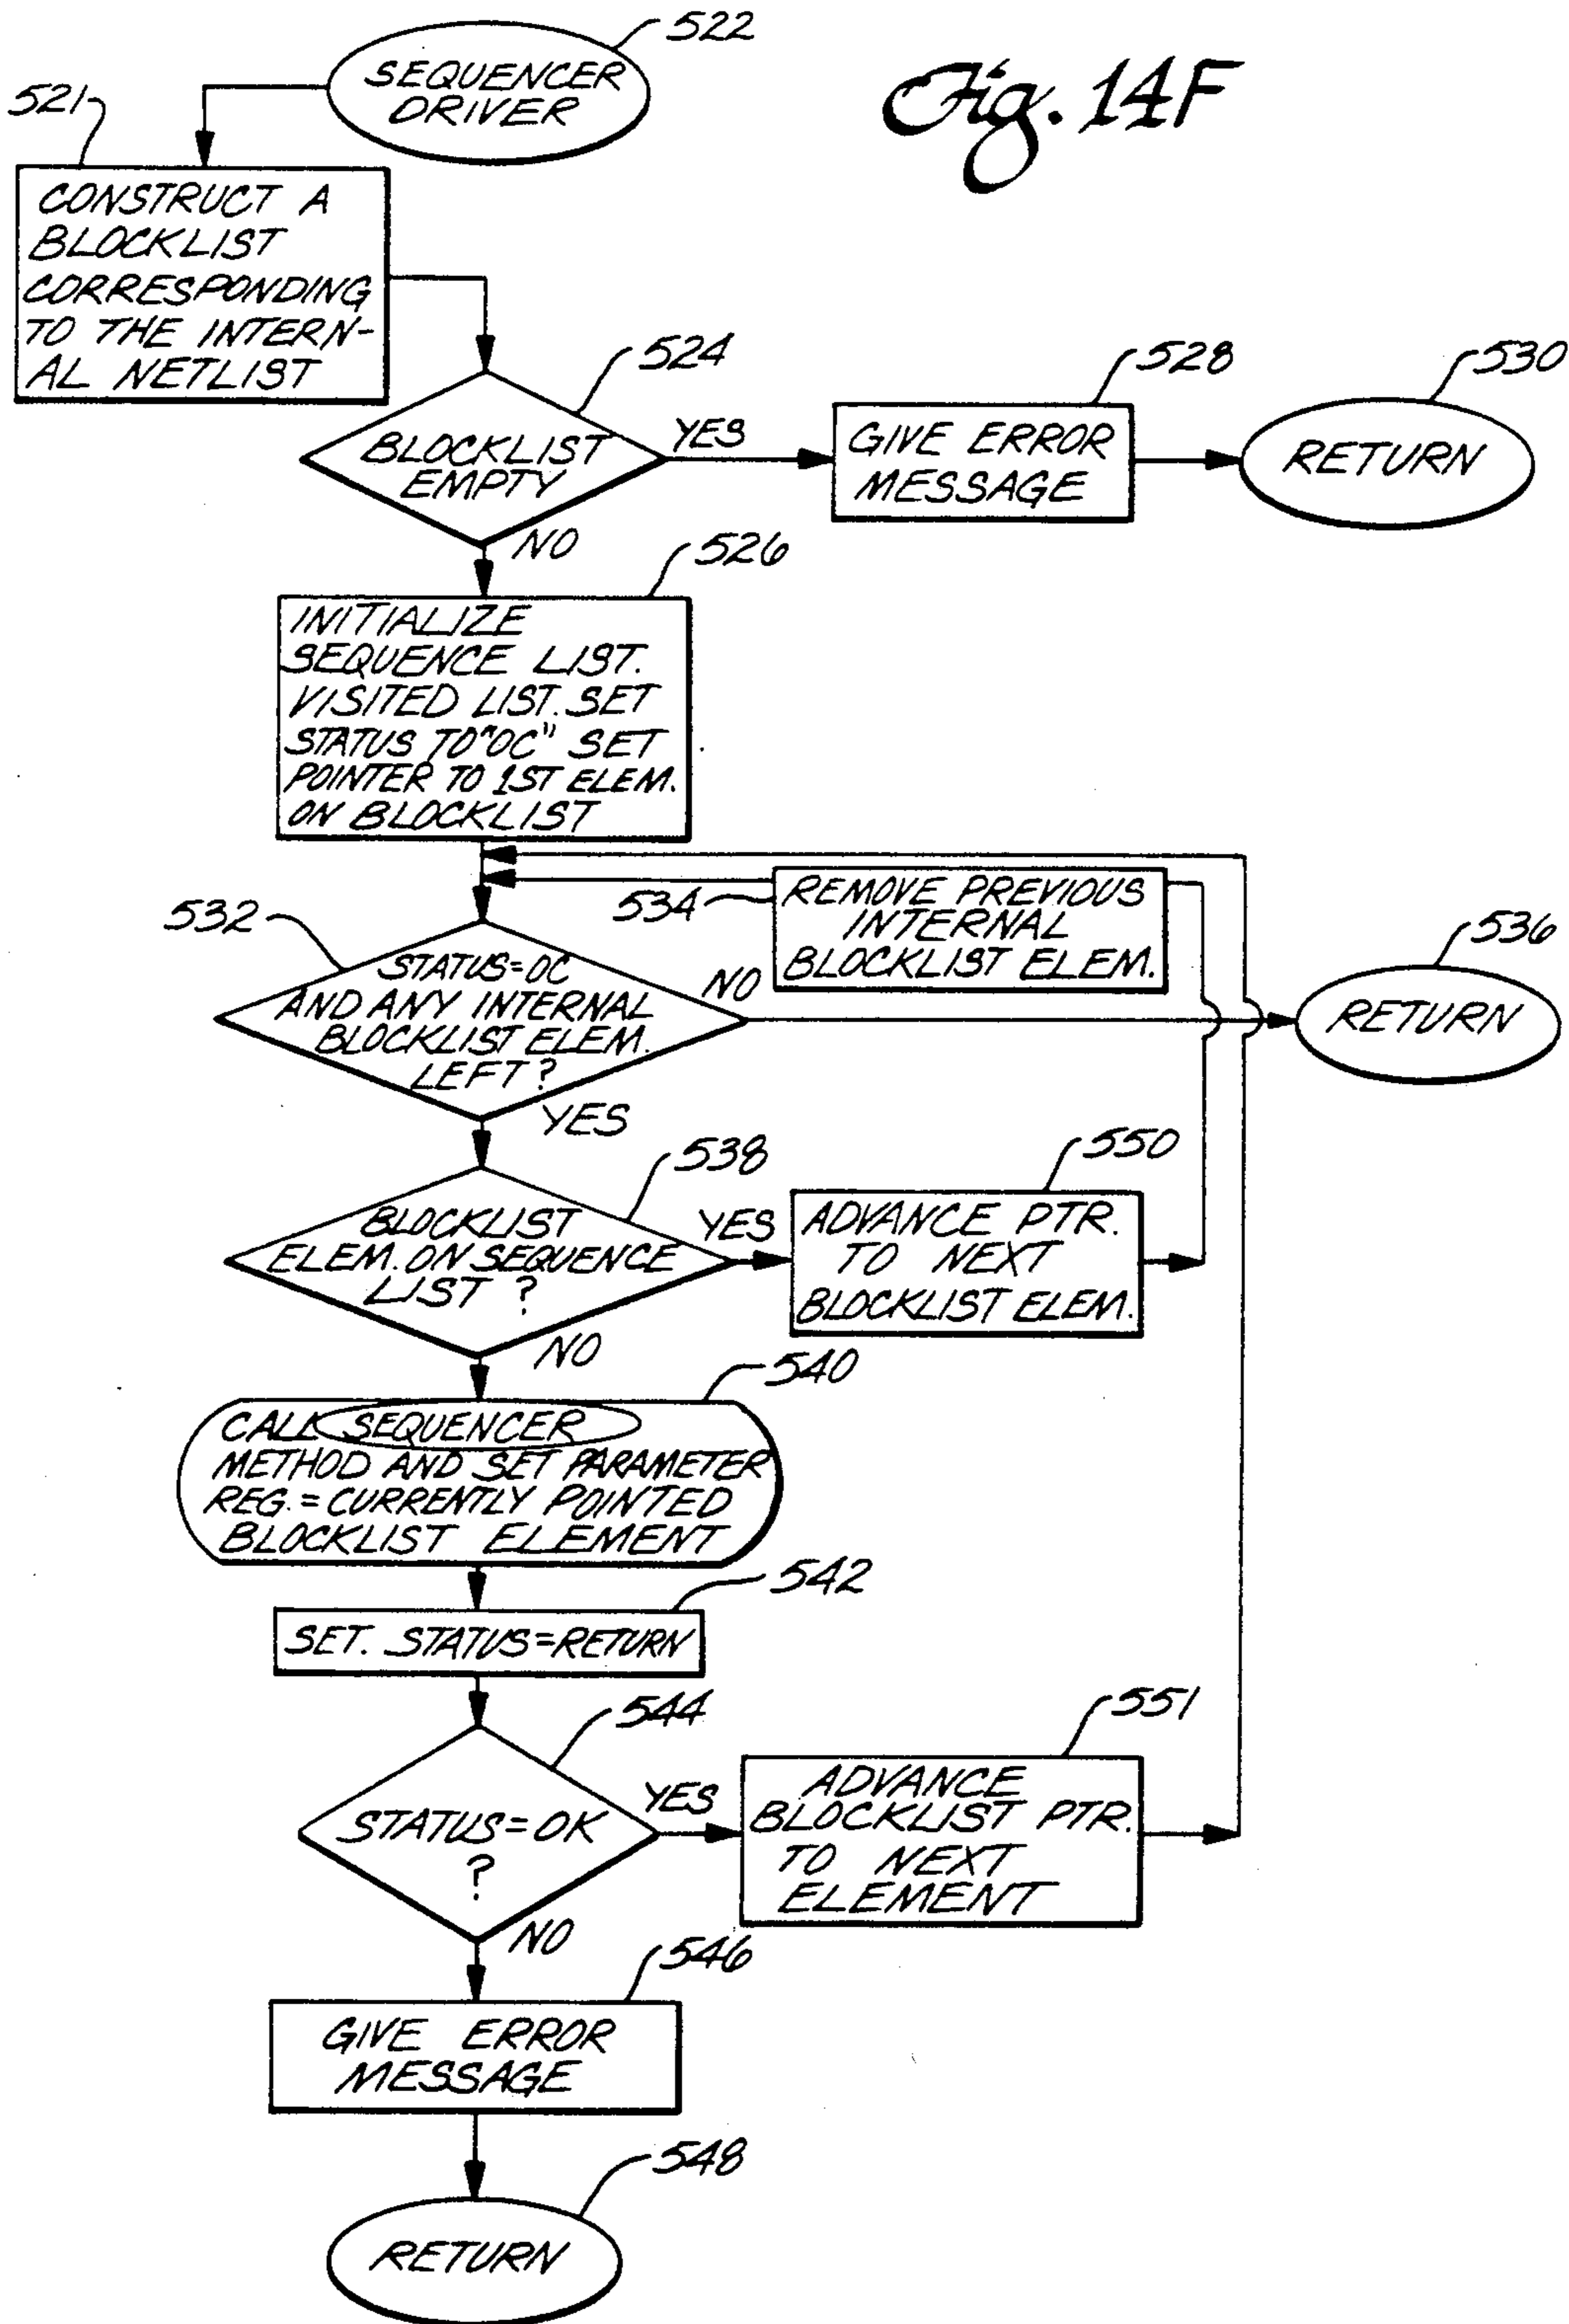 522
SEQUENCER
DRIVER
Fig. 14F
521
CONSTRUCT A
BLOCKLIST
CORRESPONDING
TO THE INTERN-
AL NETLIST
524
BLOCKLIST
EMPTY
YES
NO
528
GIVE ERROR
MESSAGE
530
RETURN
526
INITIALIZE
SEQUENCE LIST.
VISITED LIST. SET
STATUS TO "OC" SET
POINTER TO 1ST ELEM.
ON BLOCKLIST
534
REMOVE PREVIOUS
INTERNAL
BLOCKLIST ELEM.
532
STATUS=OC
AND ANY INTERNAL
BLOCKLIST ELEM.
LEFT?
NO
YES
536
RETURN
538
BLOCKLIST
ELEM. ON SEQUENCE
LIST ?
YES
NO
550
ADVANCE PTR.
TO NEXT
BLOCKLIST ELEM.
540
CALL SEQUENCER
METHOD AND SET PARAMETER
REG. = CURRENTLY POINTED
BLOCKLIST ELEMENT
542
SET. STATUS=RETURN
544
STATUS=OK
?
YES
NO
551
ADVANCE
BLOCKLIST PTR.
TO NEXT
ELEMENT
546
GIVE ERROR
MESSAGE
548
RETURN